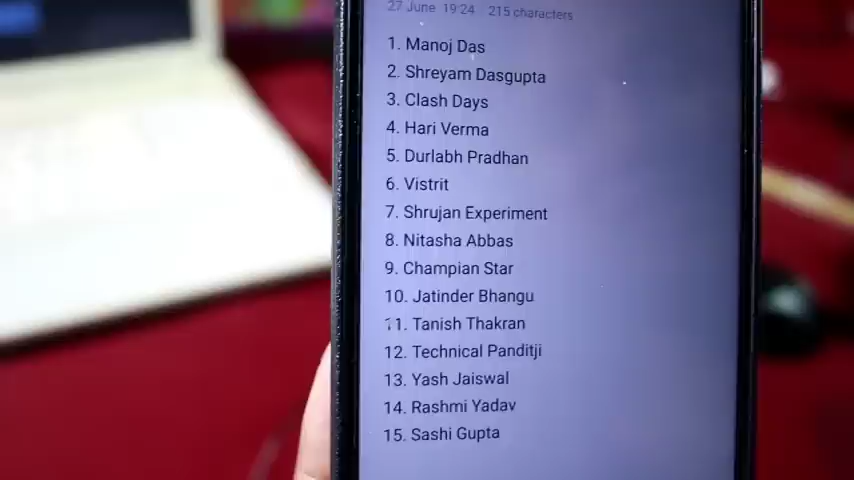 27 June 19:24 215 characters
1. Manoj Das
2. Shreyam Dasgupta
3. Clash Days
4. Hari Verma
5. Durlabh Pradhan
6. Vistrit
7. Shrujan Experiment
8. Nitasha Abbas
9. Champian Star
10. Jatinder Bhangu
11. Tanish Thakran
12. Technical Panditji
13. Yash Jaiswal
14. Rashmi Yadav
15. Sashi Gupta